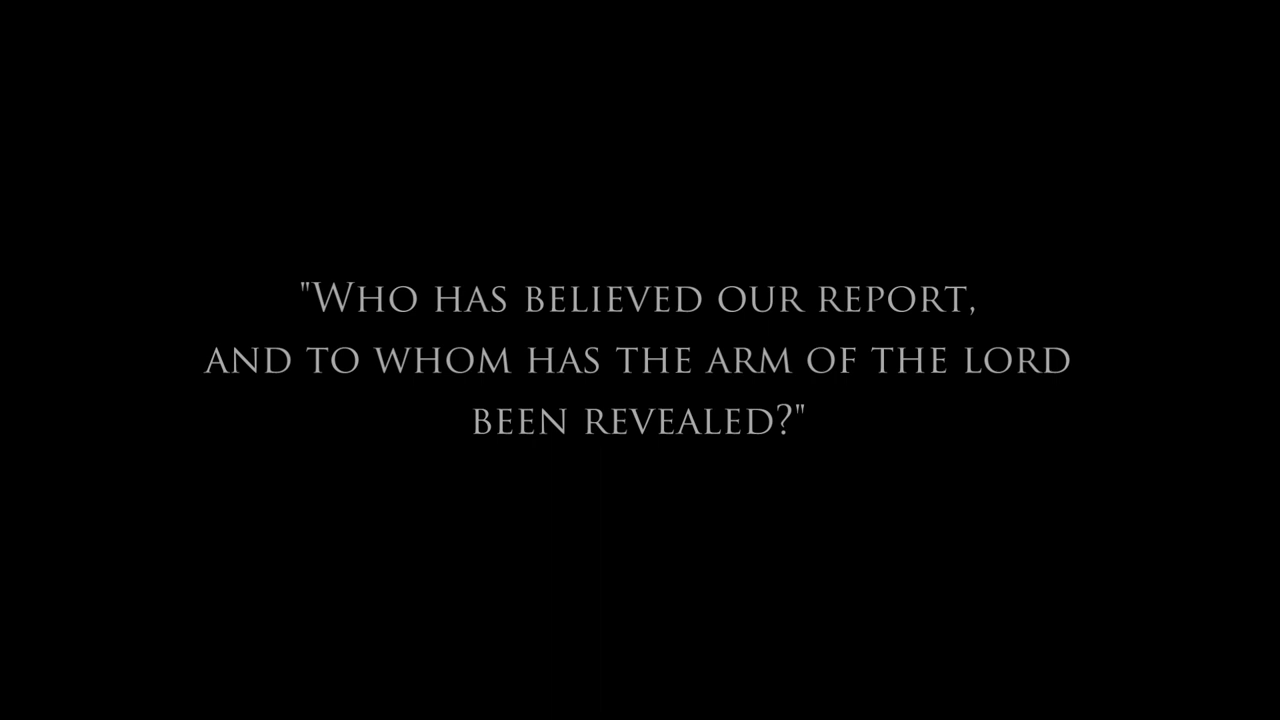 "Who has believed our report,
and to whom has the arm of the lord
been revealed?"